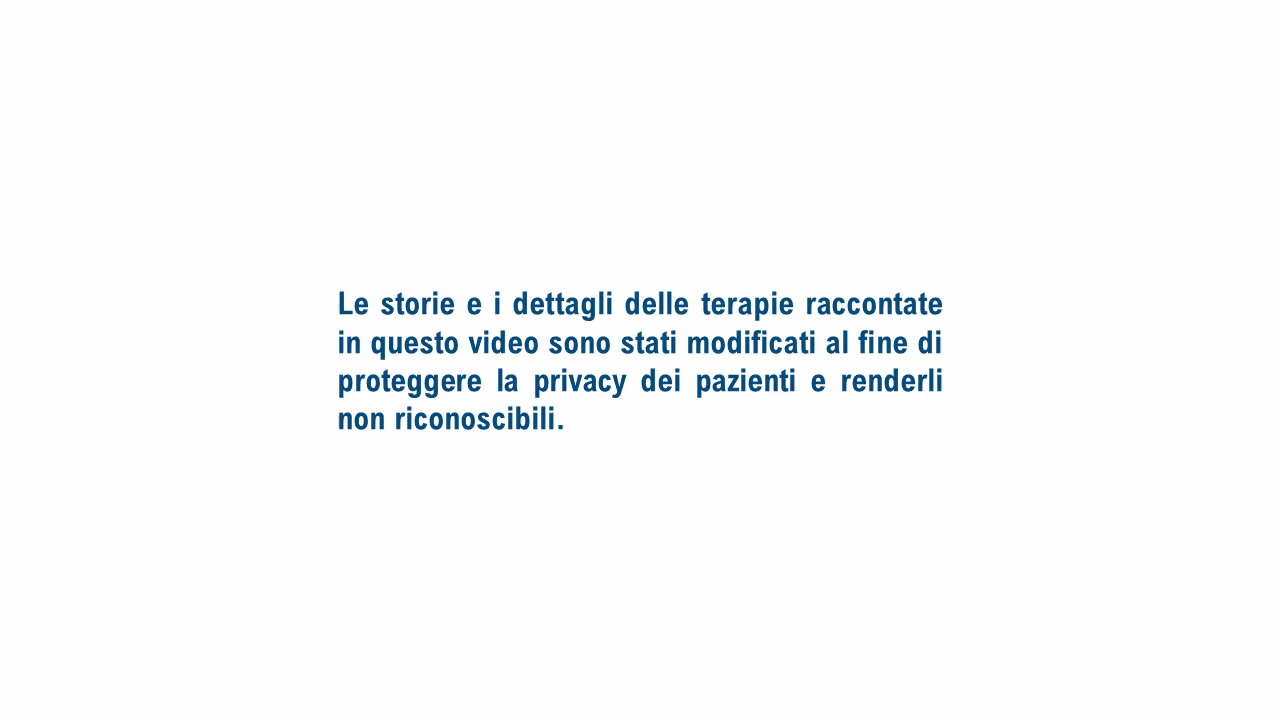 Le storie e i dettagli delle terapie raccontate
in questo video sono stati modificati al fine di
proteggere la privacy dei pazienti e renderli
non riconoscibili.